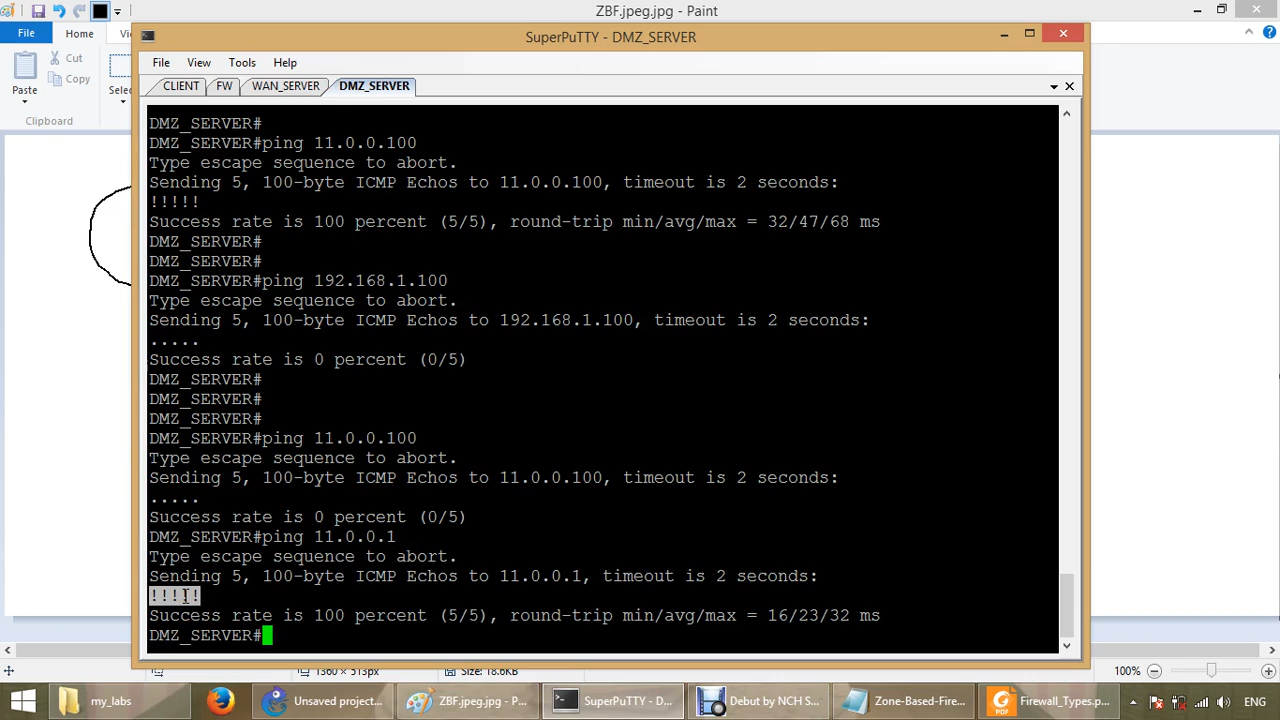 ZBF.jpeg.jpg - Paint
File
Home
Vi
Paste
Cut
Copy
Selec
Clipboard
SuperPuTTY - DMZ_SERVER
File View Tools Help
CLIENT FW WAN_SERVER DMZ_SERVER
DMZ_SERVER#
DMZ_SERVER#ping 11.0.0.100
Type escape sequence to abort.
Sending 5, 100-byte ICMP Echos to 11.0.0.100, timeout is 2 seconds:
!!!!!
Success rate is 100 percent (5/5), round-trip min/avg/max = 32/47/68 ms
DMZ_SERVER#
DMZ_SERVER#
DMZ_SERVER#ping 192.168.1.100
Type escape sequence to abort.
Sending 5, 100-byte ICMP Echos to 192.168.1.100, timeout is 2 seconds:
.....
Success rate is 0 percent (0/5)
DMZ_SERVER#
DMZ_SERVER#
DMZ_SERVER#
DMZ_SERVER#ping 11.0.0.100
Type escape sequence to abort.
Sending 5, 100-byte ICMP Echos to 11.0.0.100, timeout is 2 seconds:
.....
Success rate is 0 percent (0/5)
DMZ_SERVER#ping 11.0.0.1
Type escape sequence to abort.
Sending 5, 100-byte ICMP Echos to 11.0.0.1, timeout is 2 seconds:
!!!!!
Success rate is 100 percent (5/5), round-trip min/avg/max = 16/23/32 ms
DMZ_SERVER#
1360 × 513px Size: 18.6KB 100%
my_labs Unsaved project... ZBF.jpeg.jpg - P... SuperPuTTY - D... Debut by NCH S... Zone-Based-Fire... Firewall_Types.p... ENG